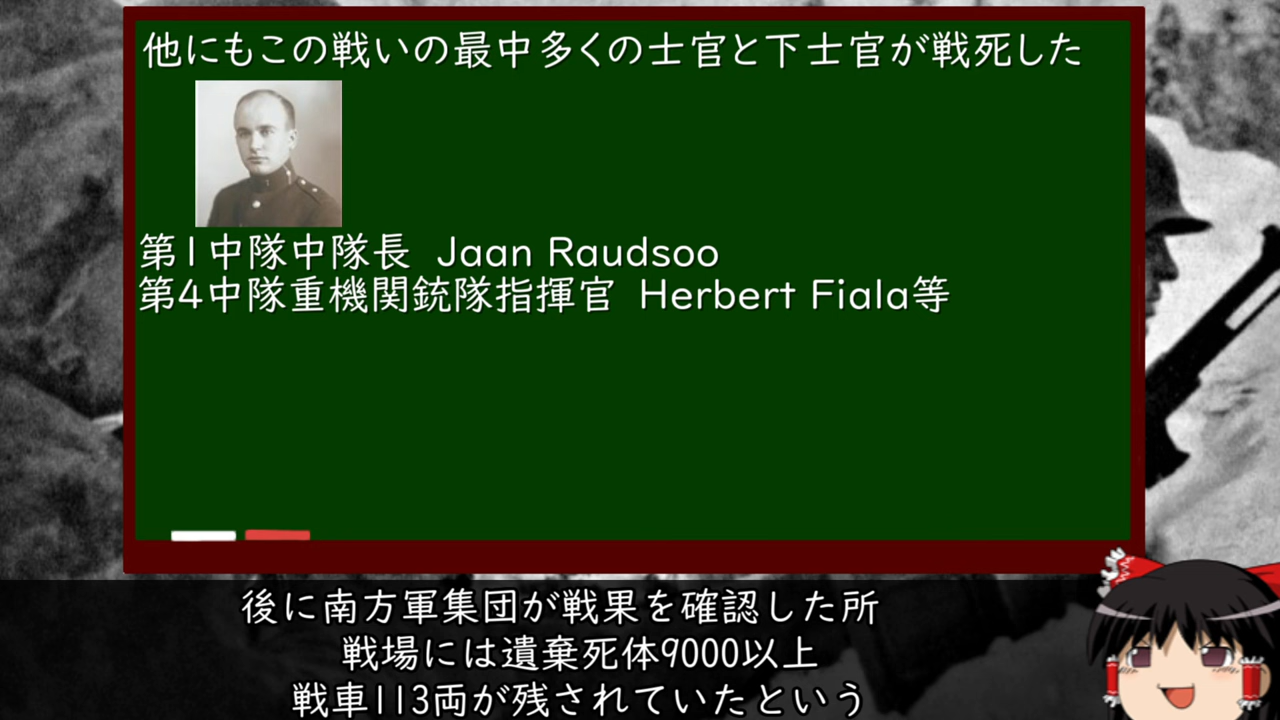 他にもこの戦いの最中多くの士官と下士官が戦死した
第1中隊中隊長 Jaan Raudsoo
第4中隊重機関銃隊指揮官 Herbert Fiala等
後に南方軍集団が戦果を確認した所
戦場には遺棄死体9000以上
戦車113両が残されていたという